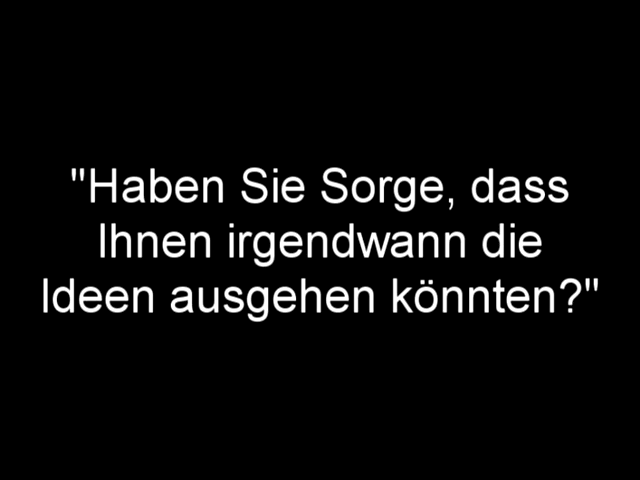 "Haben Sie Sorge, dass
Ihnen irgendwann die
Ideen ausgehen könnten?"